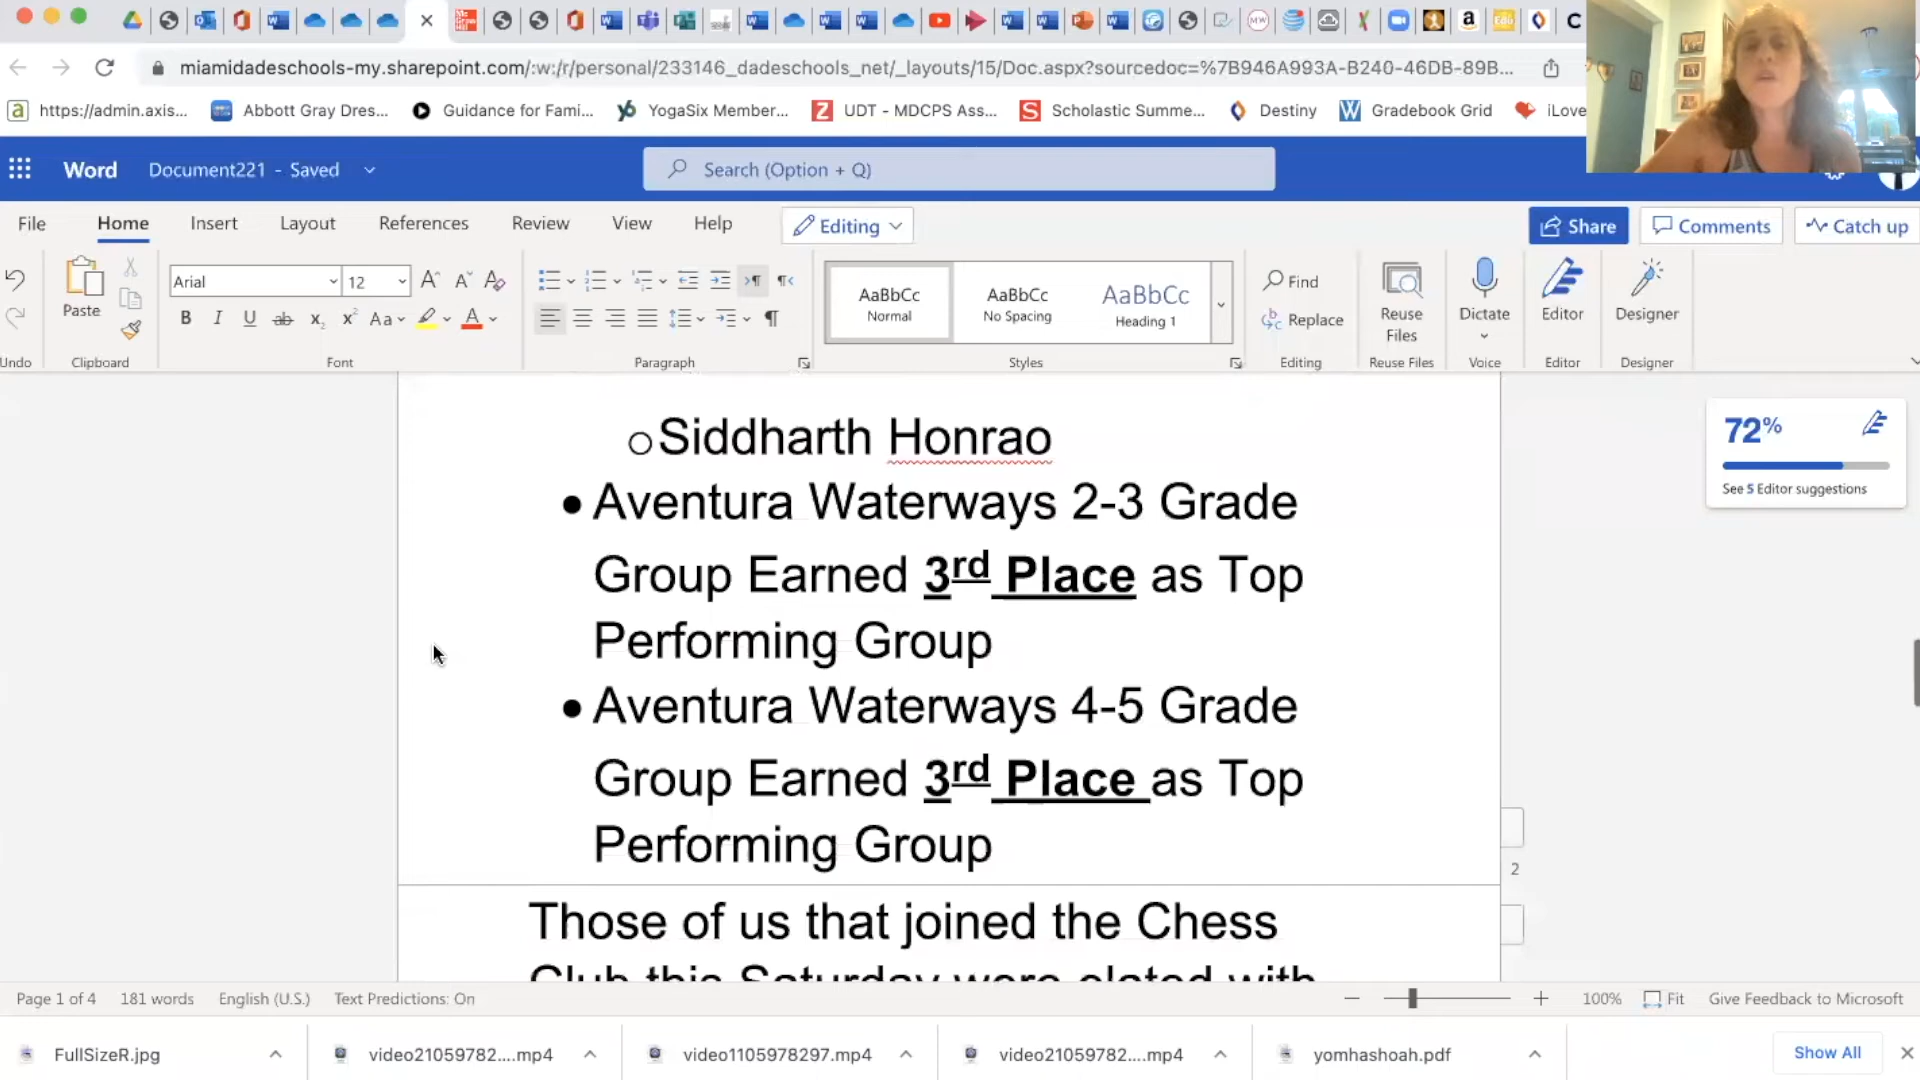 miamidadeschools-my.sharepoint.com/:w:/r/personal/233146_dadeschools_net/_layouts/15/Doc.aspx?sourcedoc=%7B946A993A-B240-46DB-89B...
https://admin.axis... Abbott Gray Dres... Guidance for Fami... YogaSix Member... UDT - MDCPS Ass... Scholastic Summe... Destiny Gradebook Grid iLove
Word Document221 - Saved Search (Option + Q)
File Home Insert Layout References Review View Help Editing Share Comments Catch up
Arial 12
Paste
AaBbCc AaBbCc AaBbCc
Normal No Spacing Heading 1
Find
Replace
Reuse
Files
Dictate Editor Designer
Undo Clipboard Font Paragraph Styles Editing Reuse Files Voice Editor Designer
Siddharth Honrao
Aventura Waterways 2-3 Grade
Group Earned 3rd Place as Top
Performing Group
Aventura Waterways 4-5 Grade
Group Earned 3rd Place as Top
Performing Group
Those of us that joined the Chess
Club this Saturday were elated with
72%
See 5 Editor suggestions
2
Page 1 of 4 181 words English (U.S.) Text Predictions: On 100% Fit Give Feedback to Microsoft
FullSizeR.jpg video21059782....mp4 video1105978297.mp4 video21059782....mp4 yomhashoah.pdf Show All